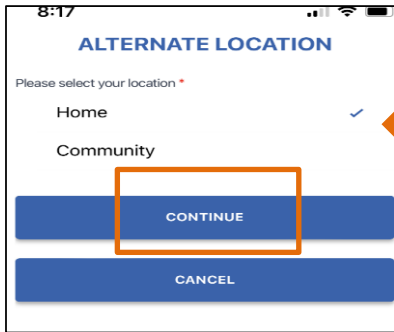 8:17
ALTERNATE LOCATION
Please select your location *
Home
Community
CONTINUE
CANCEL